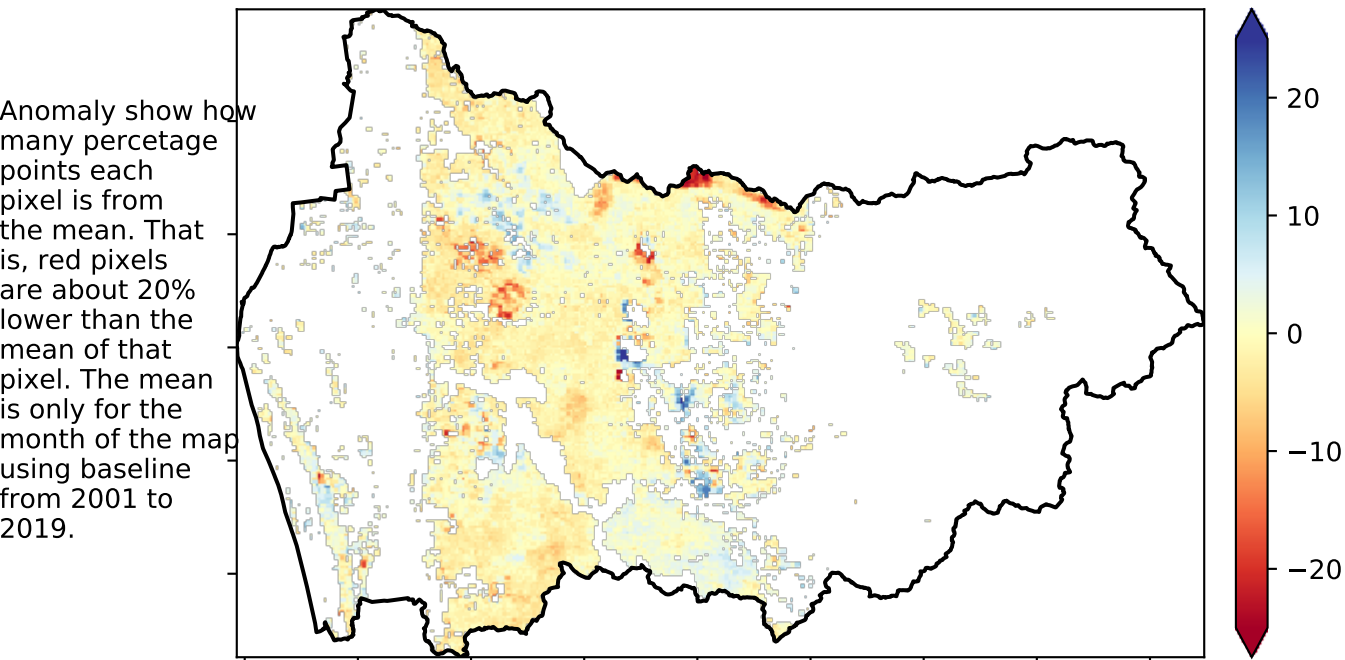 Anomaly show how
many percetage
points each
pixel is from
the mean. That
is, red pixels
are about 20%
lower than the
mean of that
pixel. The mean
is only for the
month of the map
using baseline
from 2001 to
2019.
20
10
0
−10
−20